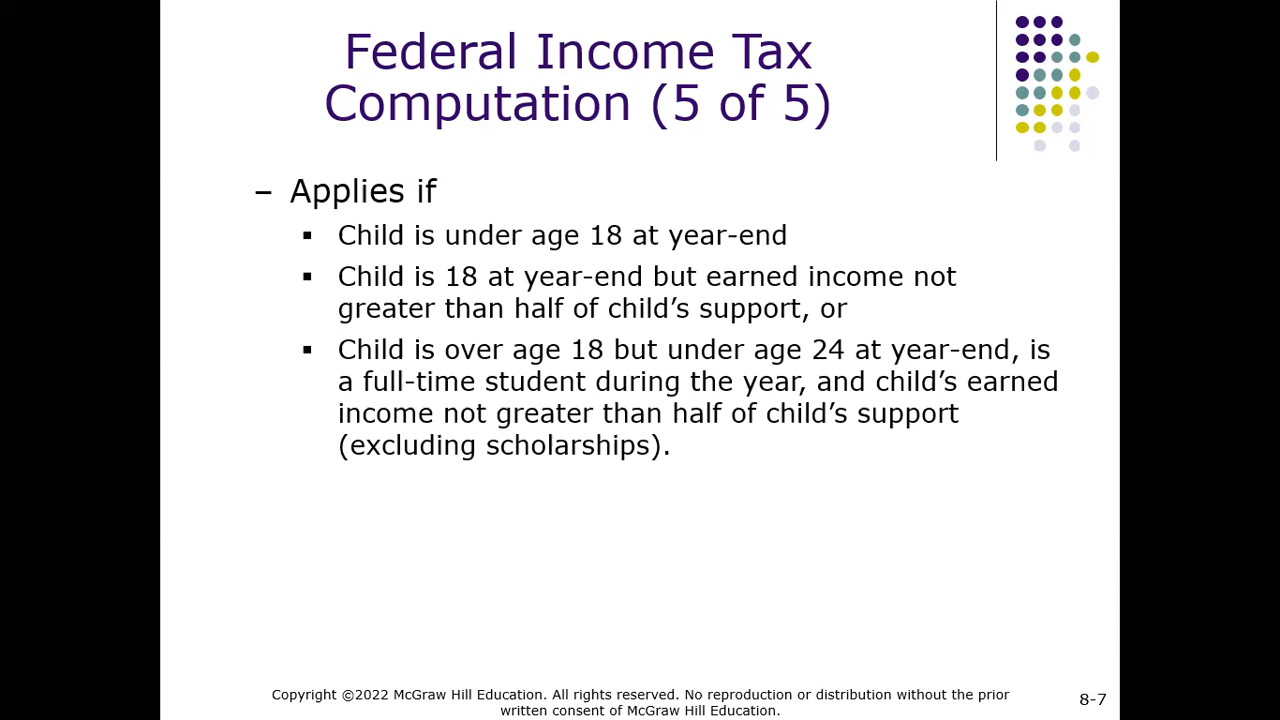 Federal Income Tax
Computation (5 of 5)
– Applies if
▪ Child is under age 18 at year-end
▪ Child is 18 at year-end but earned income not
greater than half of child’s support, or
▪ Child is over age 18 but under age 24 at year-end, is
a full-time student during the year, and child’s earned
income not greater than half of child’s support
(excluding scholarships).
Copyright ©2022 McGraw Hill Education. All rights reserved. No reproduction or distribution without the prior
written consent of McGraw Hill Education.
8-7